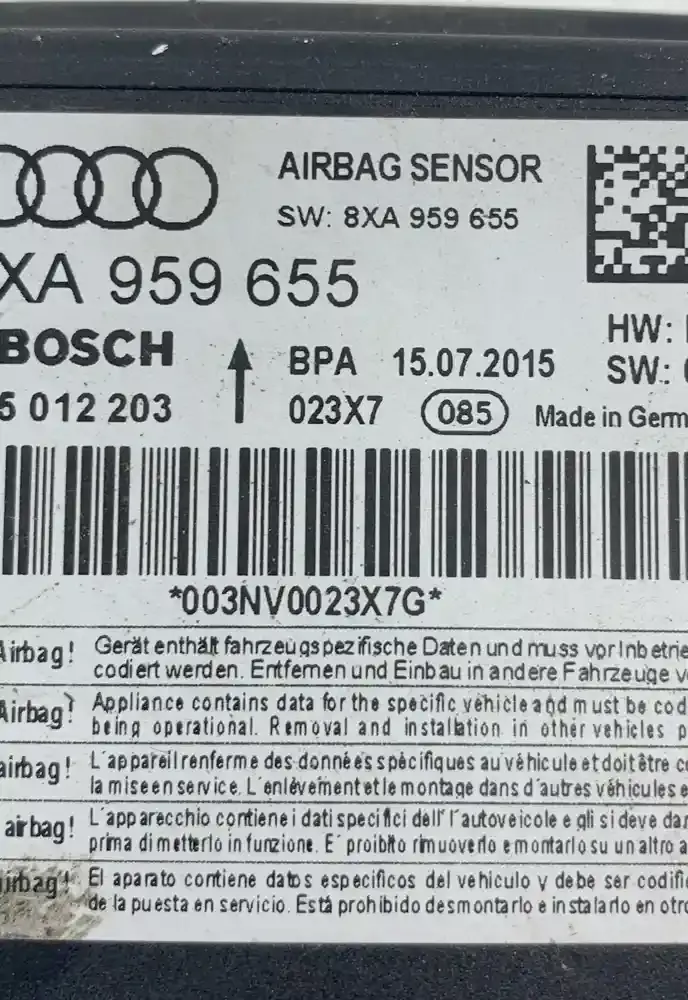 AIRBAG SENSOR
SW: 8XA 959 655
XA 959 655
HW:
BOSCH
BPA 15.07.2015
SW:
5 012 203
023X7
085
Made in Germ
*003NV0023X7G*
Airbag! Gerät enthält fahrzeugspezifische Daten und muss vor Inbetrie
codiert werden. Entfernen und Einbau in andere Fahrzeuge v
Airbag! Appliance contains data for the specific vehicle and must be cod
being operational. Removal and installation in other vehicles p
airbag! L'appareil renferme des données spécifiques au véhicule et doit être c
la mise en service. L'enlèvement et le montage dans d'autres véhicules e
airbag! L'apparecchio contiene i dati specifici dell'l'autoveicole e gli si deve dar
prima di metterlo in funzione. E' proibito rimuoverlo e montarlo su un altro a
airbag! El aparato contiene datos especificos del vehiculo y debe ser codifi
de la puesta en servicio. Está prohibido desmontarlo e instalarlo en otro